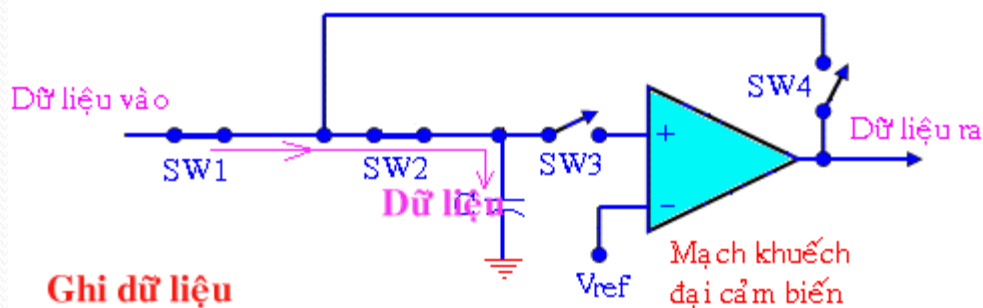 Dữ liệu vào
SW1
SW2
SW3
SW4
Dữ liệu ra
Dữ liệu
+
−
Vref
Mạch khuếch
đại cảm biến
Ghi dữ liệu